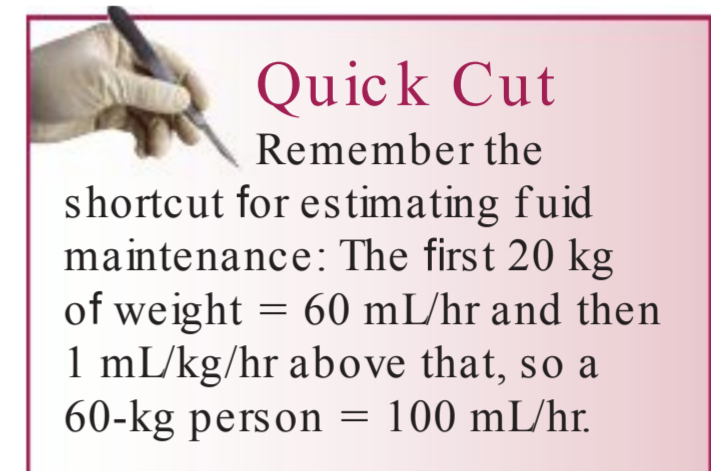 Quick Cut
Remember the
shortcut for estimating f uid
maintenance: The first 20 kg
of weight = 60 mL/hr and then
1 mL/kg/hr above that, so a
60-kg person = 100 mL/hr.